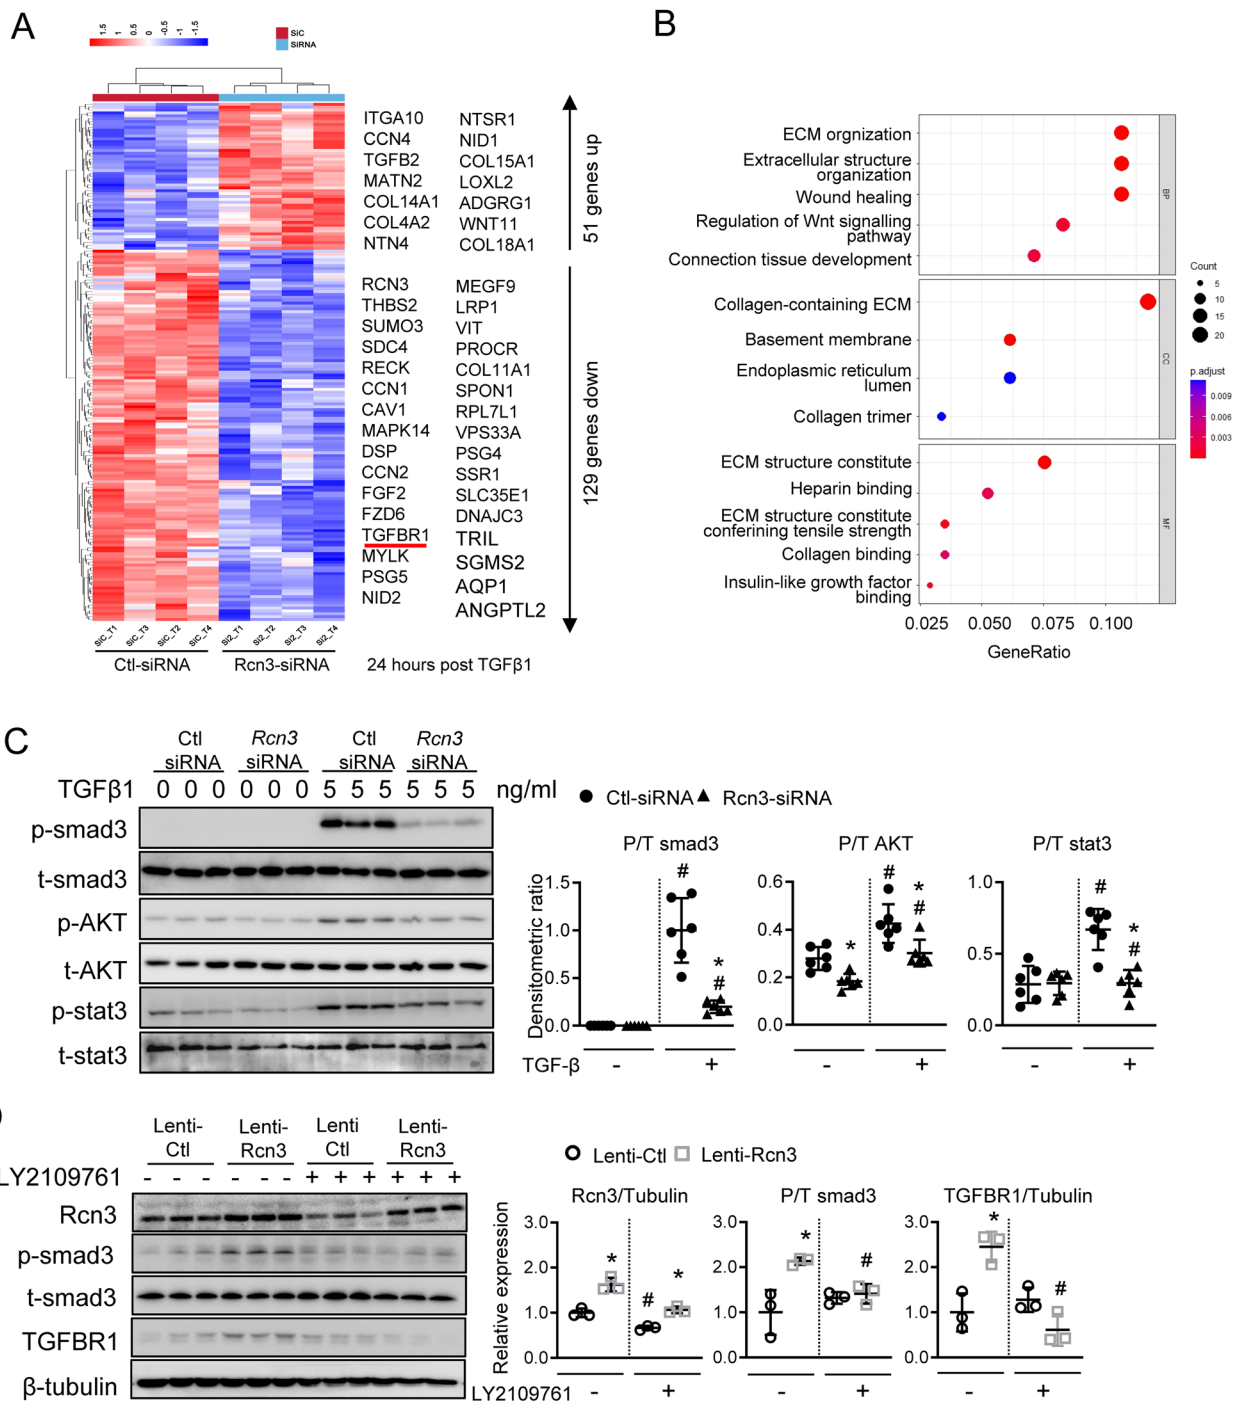 A
1.5 1 0.5 0 -0.5 -1 -1.5
SiC
SiRNA
ITGA10 NTSR1
CCN4 NID1
TGFB2 COL15A1
MATN2 LOXL2
COL14A1 ADGRG1
COL4A2 WNT11
NTN4 COL18A1
51 genes up
RCN3 MEGF9
THBS2 LRP1
SUMO3 VIT
SDC4 PROCR
RECK COL11A1
CCN1 SPON1
CAV1 RPL7L1
MAPK14 VPS33A
DSP PSG4
CCN2 SSR1
FGF2 SLC35E1
FZD6 DNAJC3
TGFBR1 TRIL
MYLK SGMS2
PSG5 AQP1
NID2 ANGPTL2
129 genes down
SiC_T1 SiC_T3 SiC_T2 SiC_T4 Si2_T1 Si2_T2 Si2_T3 Si2_T4
Ctl-siRNA Rcn3-siRNA 24 hours post TGFβ1
B
ECM orgnization
Extracellular structure
organization
Wound healing
Regulation of Wnt signalling
pathway
Connection tissue development
BP
Collagen-containing ECM
Basement membrane
Endoplasmic reticulum
lumen
Collagen trimer
CC
ECM structure constitute
Heparin binding
ECM structure constitute
conferining tensile strength
Collagen binding
Insulin-like growth factor
binding
MF
0.025 0.050 0.075 0.100
GeneRatio
Count
5
10
15
20
p.adjust
0.009
0.006
0.003
C
Ctl Rcn3 Ctl Rcn3
siRNA siRNA siRNA siRNA
TGFβ1 0 0 0 0 0 0 5 5 5 5 5 5 ng/ml
p-smad3
t-smad3
p-AKT
t-AKT
p-stat3
t-stat3
Ctl-siRNA Rcn3-siRNA
P/T smad3 P/T AKT P/T stat3
Densitometric ratio
1.5
1.0
0.5
0.0
# * #
0.6
0.4
0.2
0.0
* # * #
1.0
0.5
0.0
# * #
TGF-β - + - + - +
Lenti- Lenti- Lenti Lenti-
Ctl Rcn3 Ctl Rcn3
LY2109761 - - - - - - + + + + + +
Rcn3
p-smad3
t-smad3
TGFBR1
β-tubulin
Lenti-Ctl Lenti-Rcn3
Rcn3/Tubulin P/T smad3 TGFBR1/Tubulin
Relative expression
3.0
2.0
1.0
0.0
* # *
3.0
2.0
1.0
0.0
* #
3.0
2.0
1.0
0.0
* #
LY2109761 - + - + - +